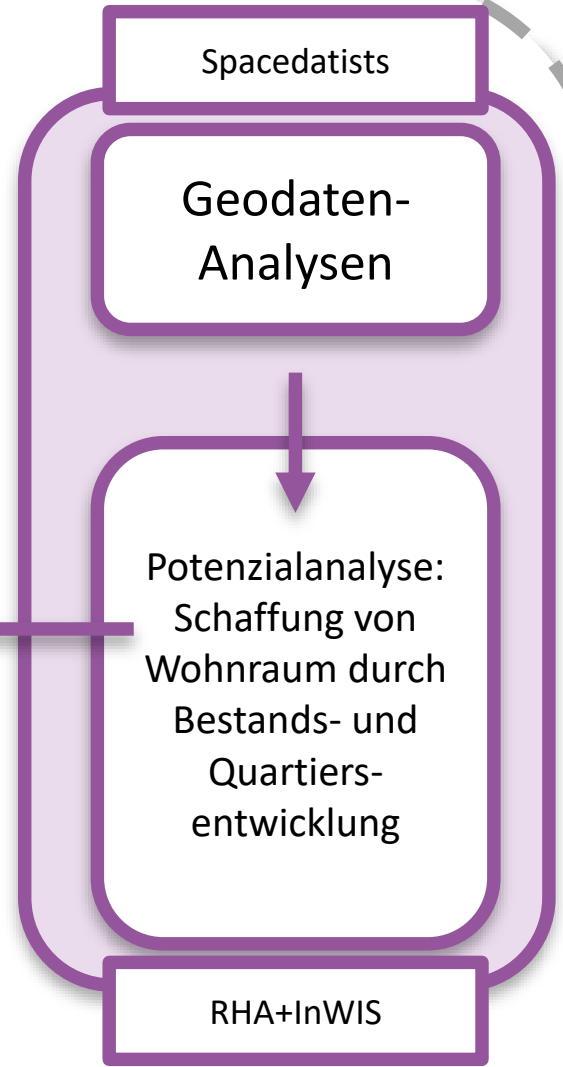 Spacedatists
Geodaten-
Analysen
Potenzialanalyse:
Schaffung von
Wohnraum durch
Bestands- und
Quartiers-
entwicklung
RHA+InWIS